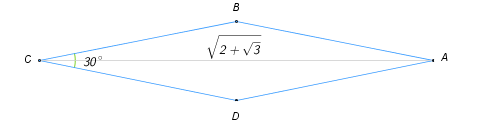 B
√(2 + √3)
C 30° A
D